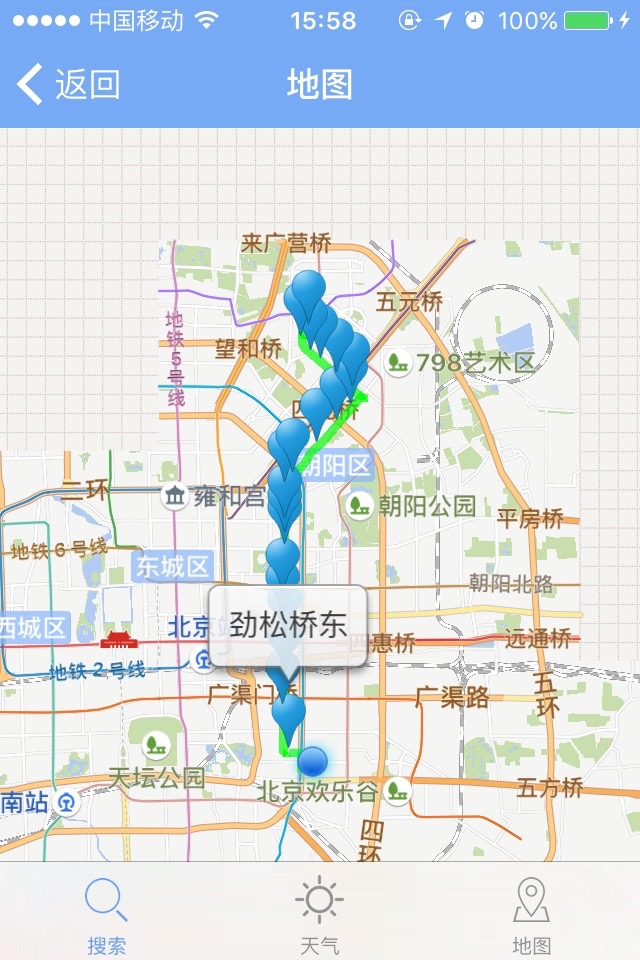 中国移动
15:58
100%
返回
地图
来广营桥
五元桥
地铁5号线
望和桥
798艺术区
朝阳区
二环
雍和宫
朝阳公园
平房桥
地铁6号线
东城区
朝阳北路
西城区
北京
劲松桥东
四惠桥
远通桥
地铁2号线
广渠门桥
广渠路
五环
天坛公园
北京欢乐谷
五方桥
南站
四环
搜索
天气
地图